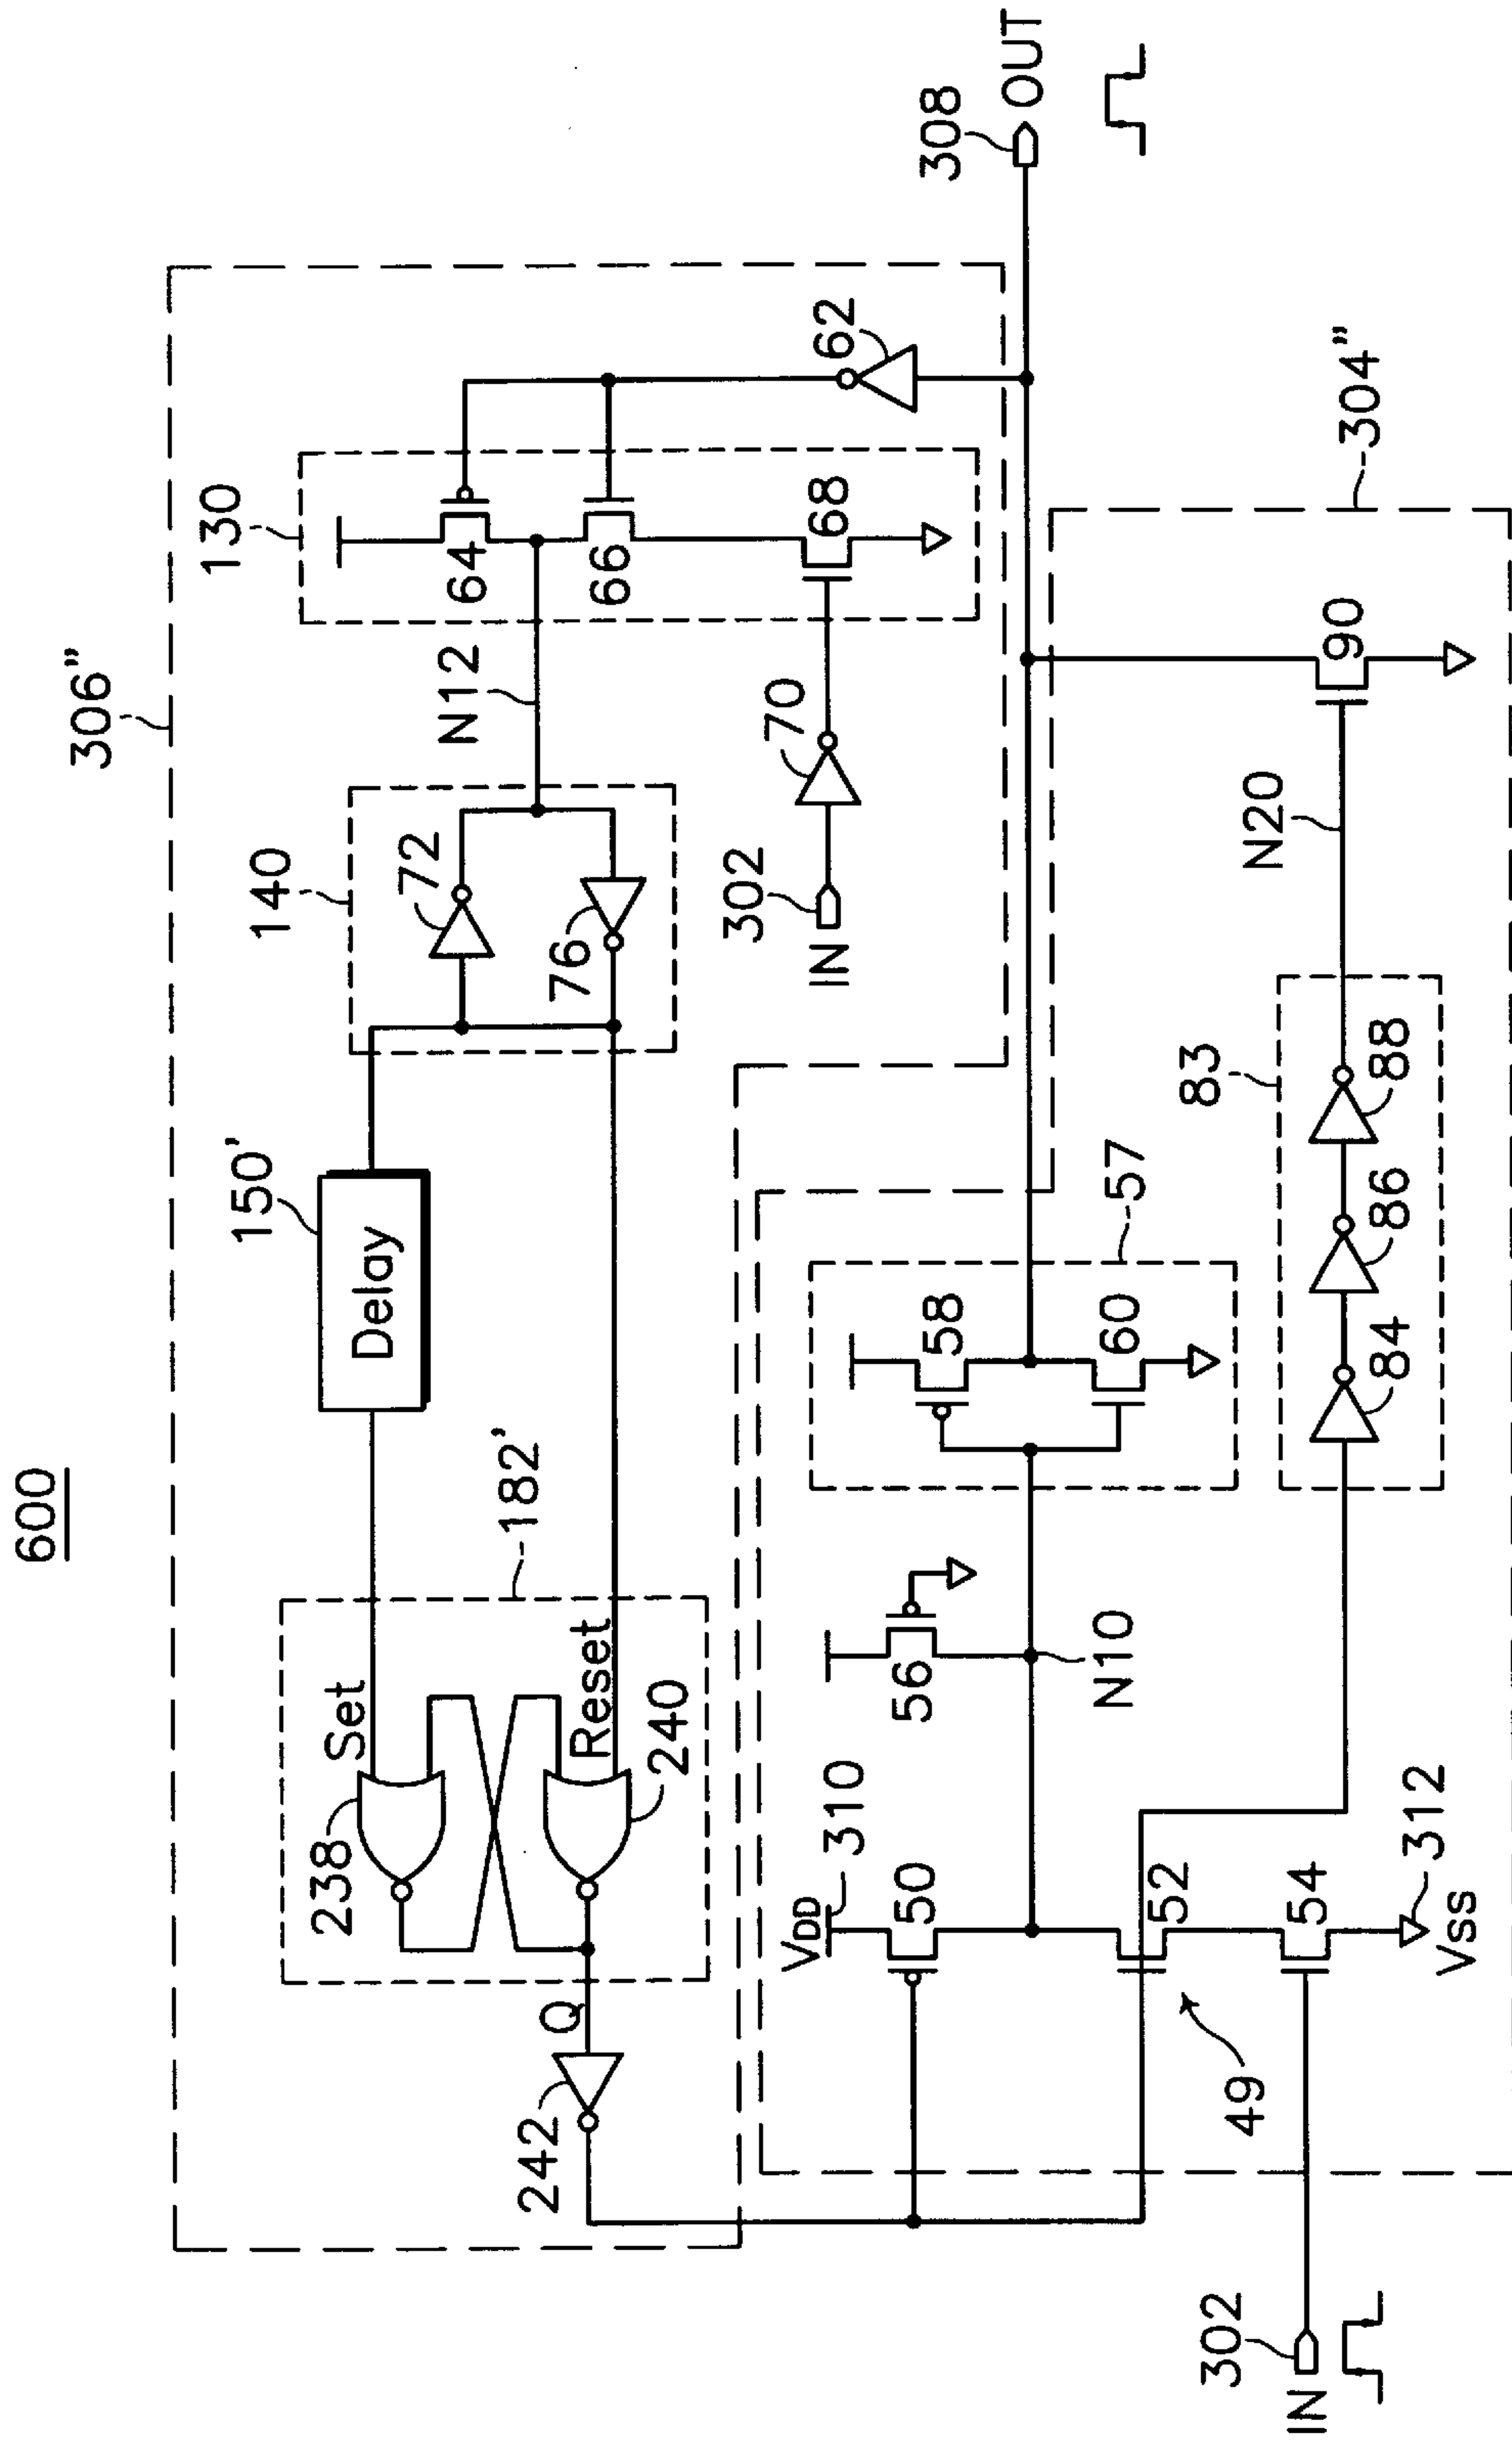 600
306"
182'
150'
Delay
140
N12
130
238
Set
240
Reset
Q
242
72
76
64
66
68
62
IN
302
70
308
OUT
VDD
310
50
52
54
49
VSS
312
56
N10
57
58
60
83
84
86
88
N20
90
304"
IN
302